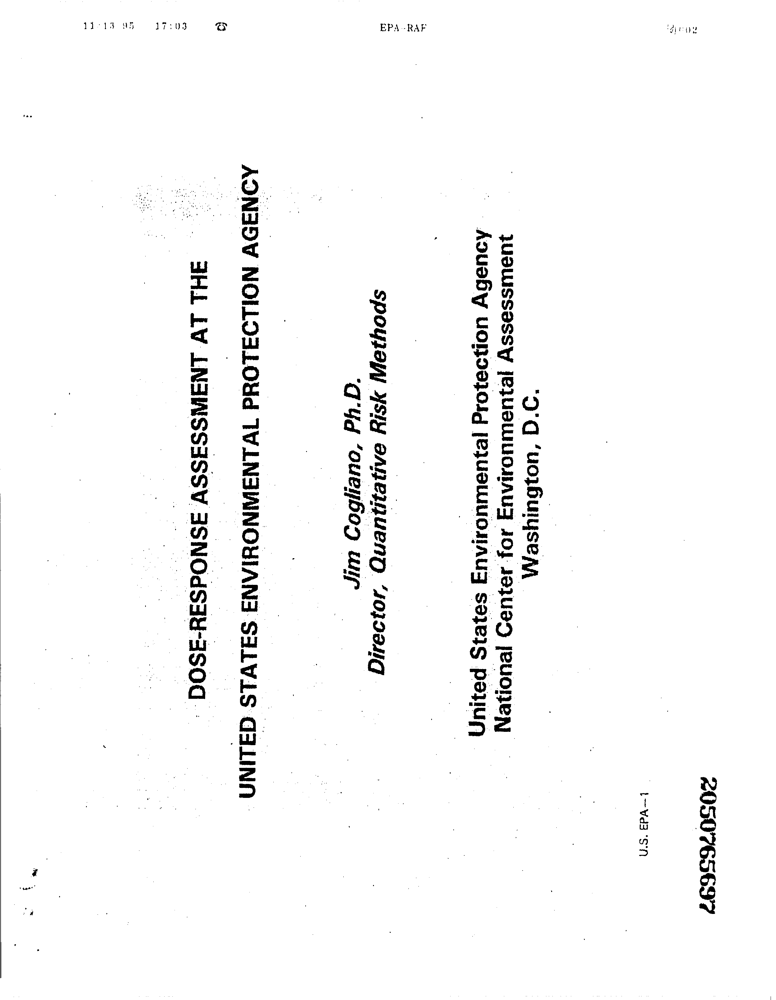 11·13 95 17:03 ☎ EPA-RAF 02
DOSE-RESPONSE ASSESSMENT AT THE
UNITED STATES ENVIRONMENTAL PROTECTION AGENCY
Jim Cogliano, Ph.D.
Director, Quantitative Risk Methods
United States Environmental Protection Agency
National Center for Environmental Assessment
Washington, D.C.
U.S. EPA—1
2050765697